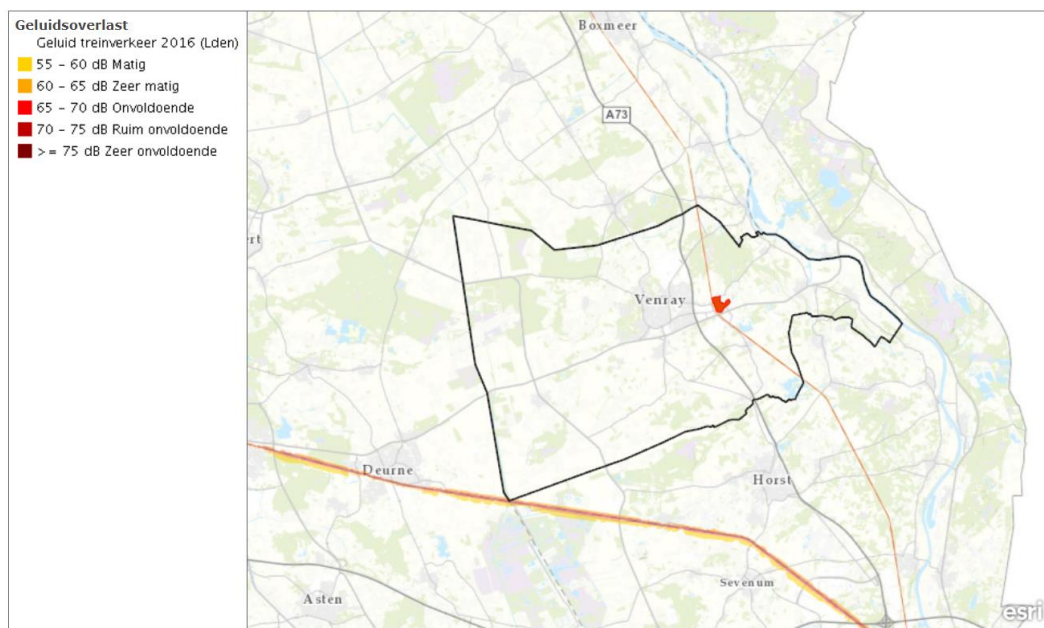 Geluidsoverlast
Geluid treinverkeer 2016 (Lden)
55 - 60 dB Matig
60 - 65 dB Zeer matig
65 - 70 dB Onvoldoende
70 - 75 dB Ruim onvoldoende
>= 75 dB Zeer onvoldoende
Boxmeer
A73
ert
Venray
Deurne
Horst
Sevenum
Asten
esri